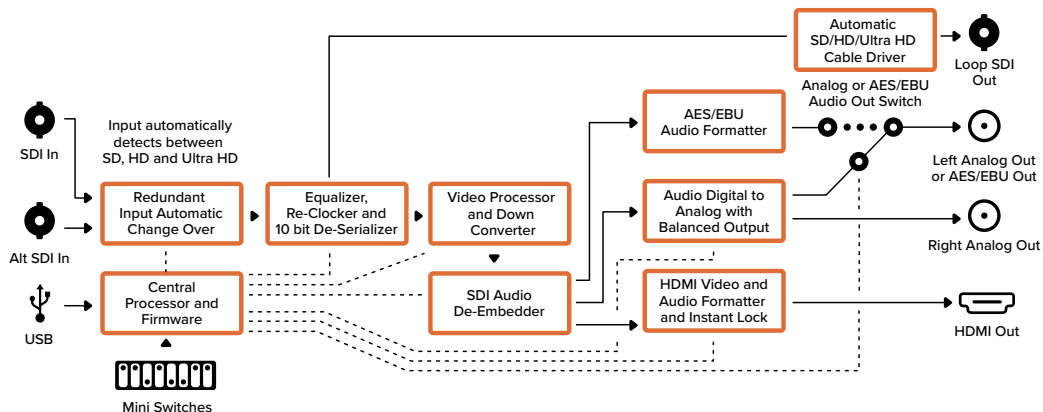 Automatic
SD/HD/Ultra HD
Cable Driver
Loop SDI
Out
Analog or AES/EBU
Audio Out Switch
SDI In
Input automatically
detects between
SD, HD and Ultra HD
AES/EBU
Audio Formatter
Left Analog Out
or AES/EBU Out
Alt SDI In
Redundant
Input Automatic
Change Over
Equalizer,
Re-Clocker and
10 bit De-Serializer
Video Processor
and Down
Converter
Audio Digital to
Analog with
Balanced Output
Right Analog Out
USB
Central
Processor and
Firmware
SDI Audio
De-Embedder
HDMI Video and
Audio Formatter
and Instant Lock
HDMI Out
Mini Switches